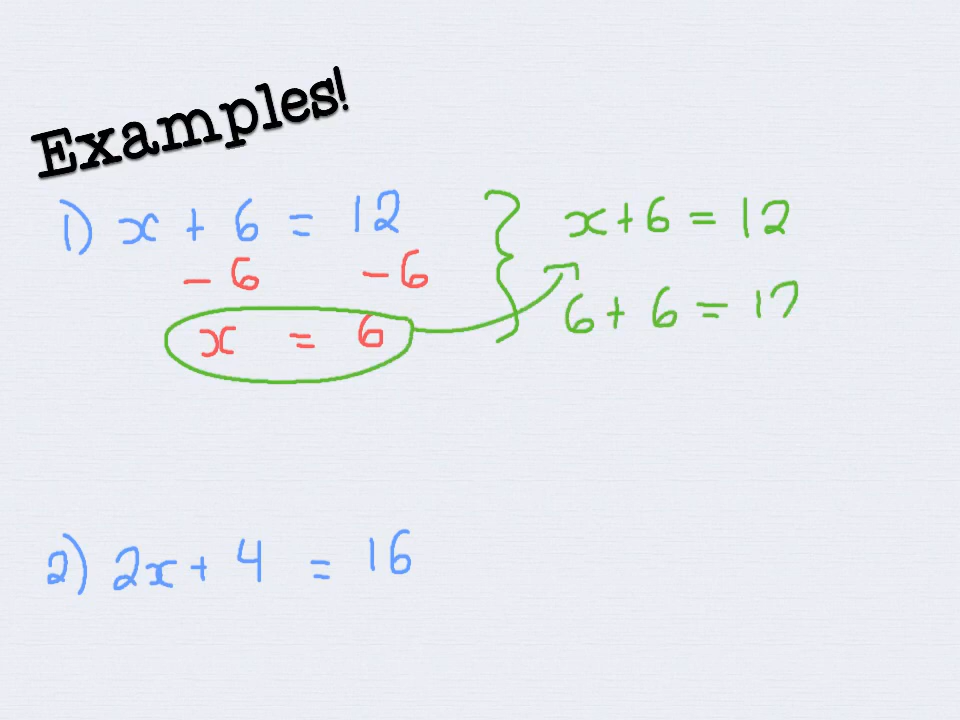 Examples!
1) x + 6 = 12
- 6 - 6
x = 6
x + 6 = 12
6 + 6 = 12
2) 2x + 4 = 16